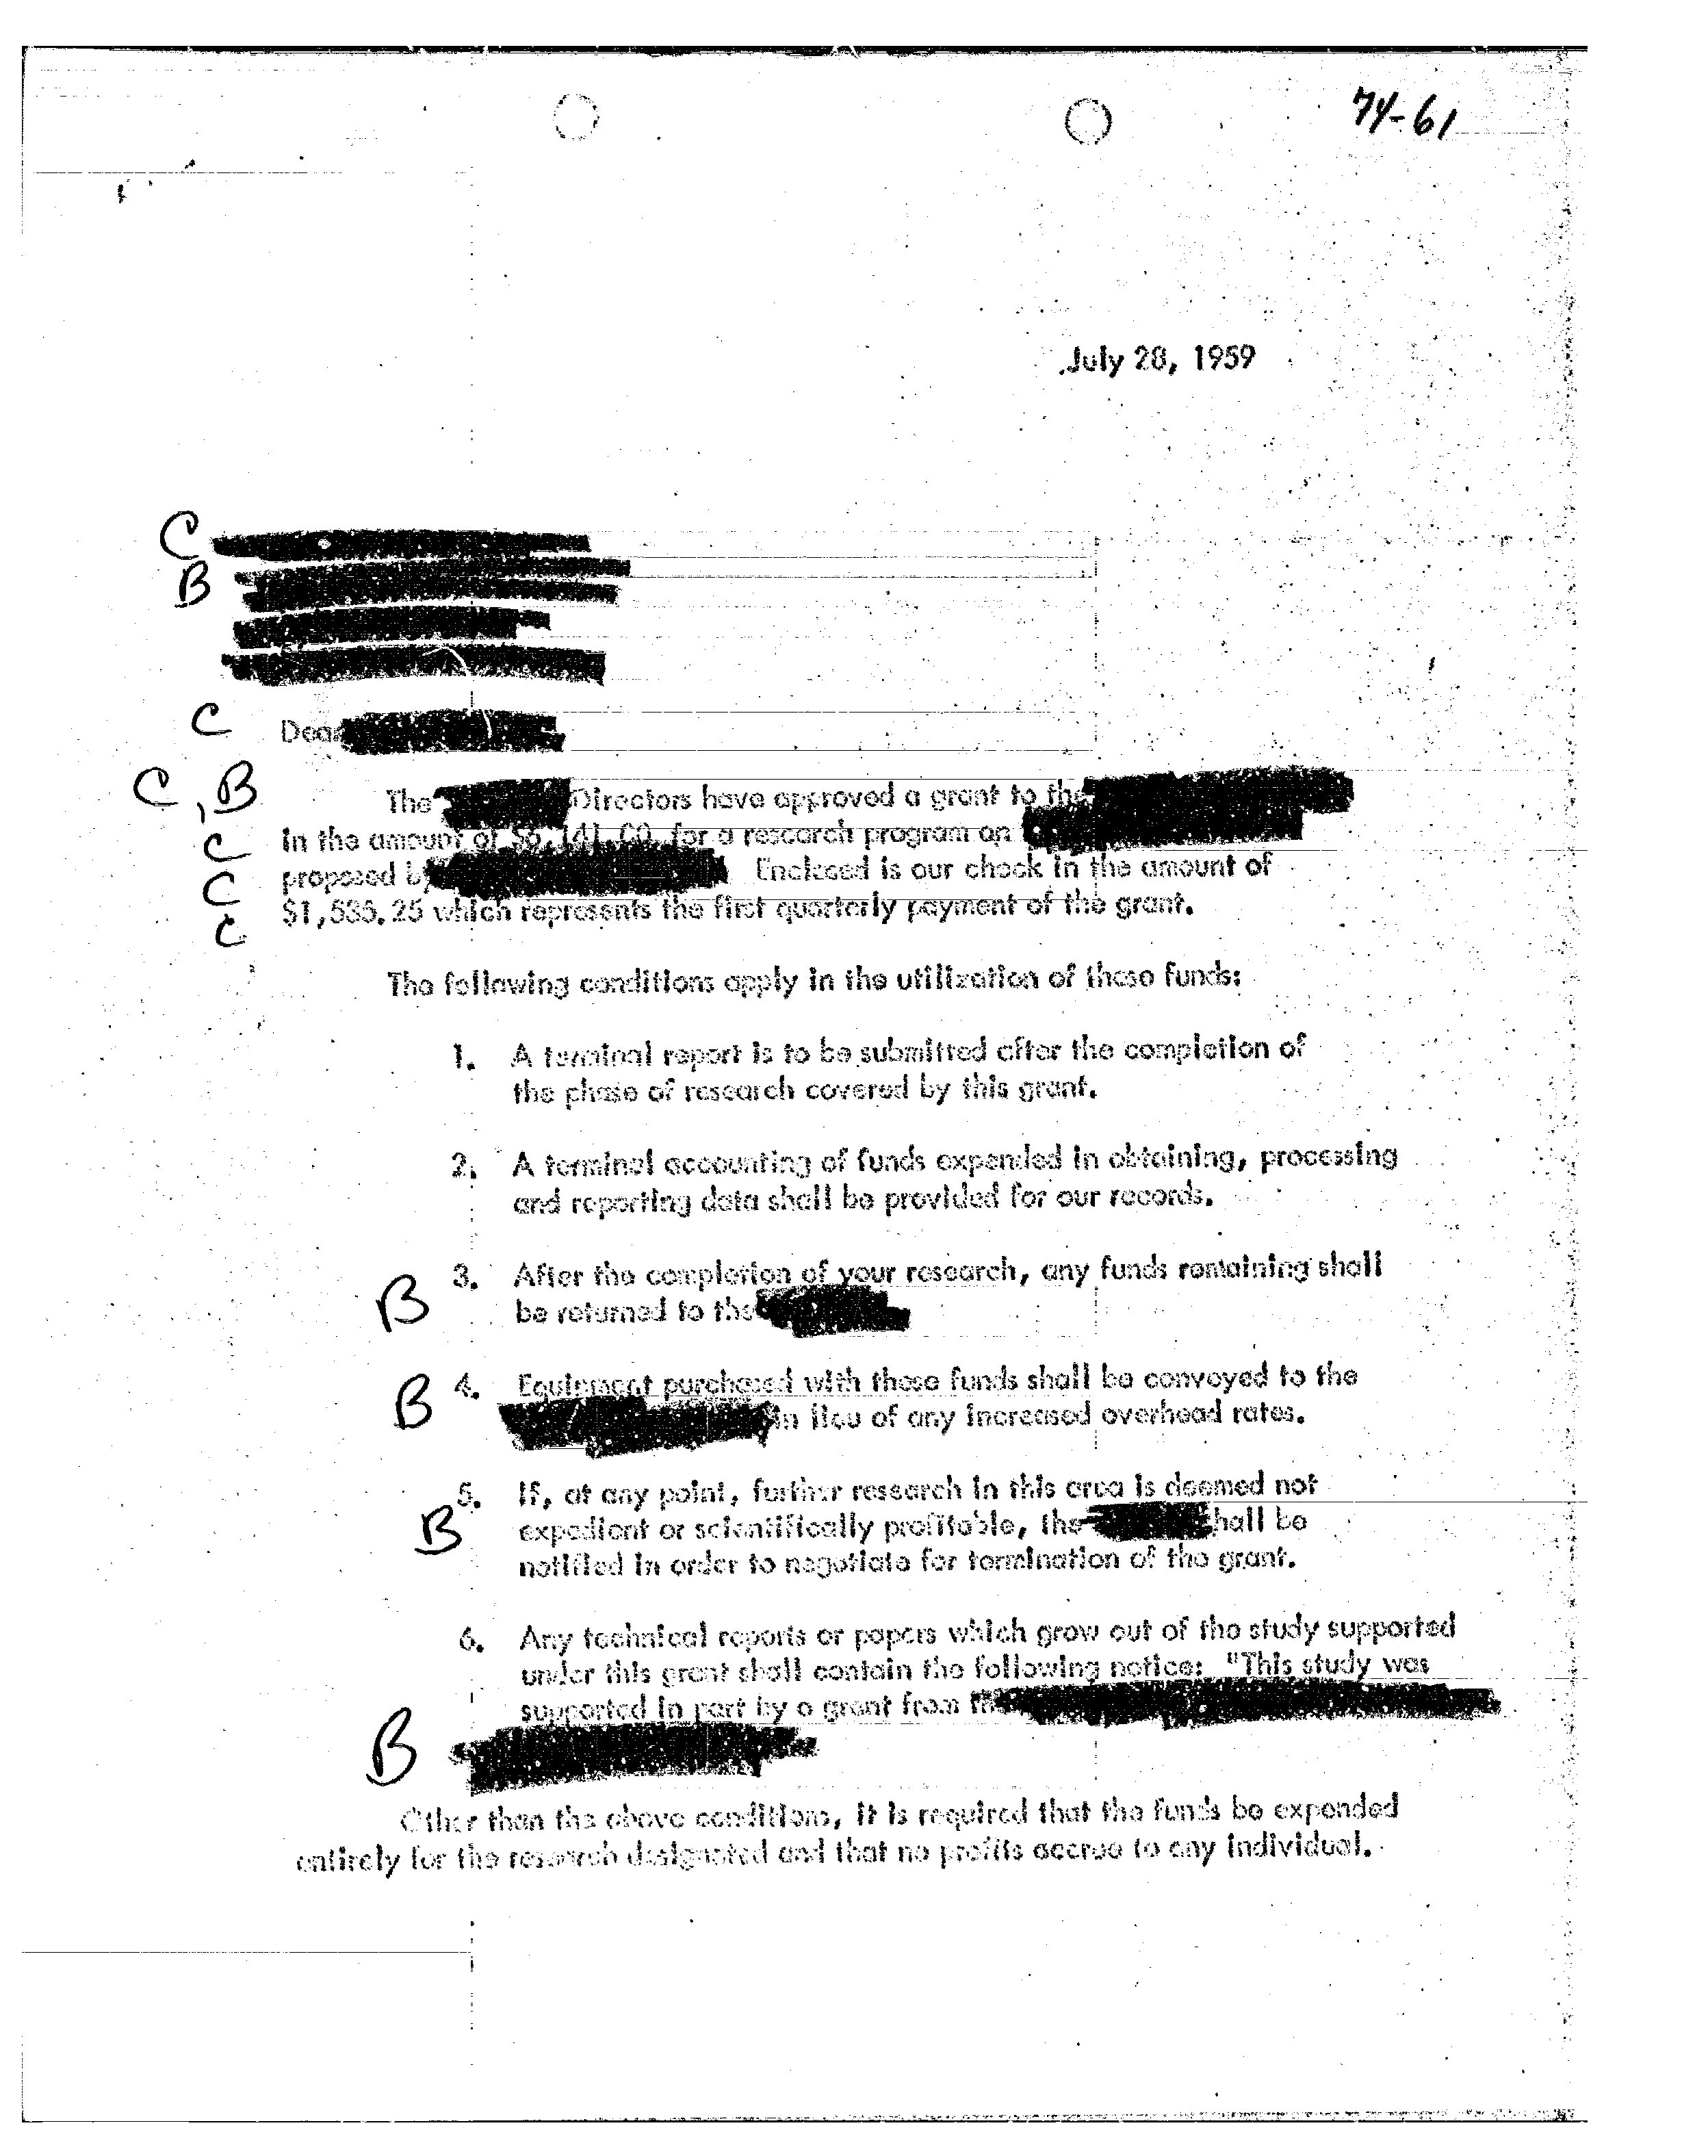 74-61
July 28, 1959
C
B
C Dear
C, B The Directors have approved a grant to the
C in the amount of $6,141.00, for a research program on
C proposed by Enclosed is our check in the amount of
C $1,535.25 which represents the first quarterly payment of the grant.
The following conditions apply in the utilization of these funds:
1. A terminal report is to be submitted after the completion of
the phase of research covered by this grant.
2. A terminal accounting of funds expended in obtaining, processing
and reporting data shall be provided for our records.
3. After the completion of your research, any funds remaining shall
B be returned to the
B 4. Equipment purchased with these funds shall be conveyed to the
in lieu of any increased overhead rates.
5. If, at any point, further research in this area is deemed not
B expedient or scientifically profitable, the shall be
notified in order to negotiate for termination of the grant.
6. Any technical reports or papers which grow out of the study supported
under this grant shall contain the following notice: "This study was
supported in part by a grant from the
B
Other than the above conditions, it is required that the funds be expended
entirely for the research designated and that no profits accrue to any individual.